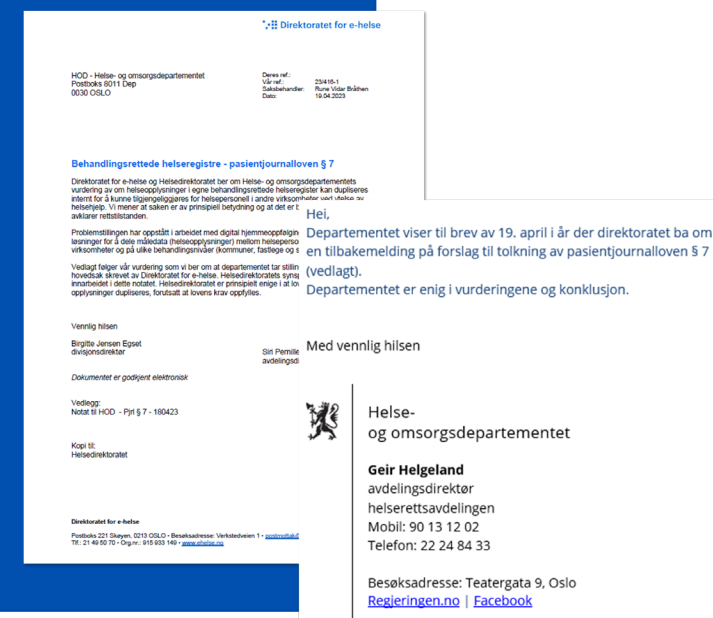 Direktoratet for e-helse
HOD - Helse- og omsorgsdepartementet
Postboks 8011 Dep
0030 OSLO
Deres ref.:
Vår ref.: 23/416-1
Saksbehandler: Rune Vidar Bråthen
Dato: 19.04.2023
Behandlingsrettede helseregistre - pasientjournalloven § 7
Direktoratet for e-helse og Helsedirektoratet ber om Helse- og omsorgsdepartementets
vurdering av om helseopplysninger i egne behandlingsrettede helseregister kan dupliseres
internt for å kunne tilgjengeliggjøres for helsepersonell i andre virksomheter ved ytelse av
helsehjelp. Vi mener at saken er av prinsipiell betydning og at det er
avklarer rettstilstanden.
Problemstillingen har oppstått i arbeidet med digital hjemmeoppfølgin
løsninger for å dele måledata (helseopplysninger) mellom helseperso
virksomheter og på ulike behandlingsnivåer (kommuner, fastlege og s
Vedlagt følger vår vurdering som vi ber om at departementet tar stillin
hovedsak skrevet av Direktoratet for e-helse. Helsedirektoratets syns
innarbeidet i dette notatet. Helsedirektoratet er prinsipielt enige i at lov
opplysninger dupliseres, forutsatt at lovens krav oppfylles.
Vennlig hilsen
Birgitte Jensen Egset
divisjonsdirektør
Siri Pernille
avdelingsdi
Dokumentet er godkjent elektronisk
Vedlegg:
Notat til HOD - Pjrl § 7 - 180423
Kopi til:
Helsedirektoratet
Direktoratet for e-helse
Postboks 221 Skøyen, 0213 OSLO • Besøksadresse: Verkstedveien 1 • postmottak@
Tlf.: 21 49 50 70 • Org.nr.: 915 933 149 • www.ehelse.no
Hei,
Departementet viser til brev av 19. april i år der direktoratet ba om
en tilbakemelding på forslag til tolkning av pasientjournalloven § 7
(vedlagt).
Departementet er enig i vurderingene og konklusjon.
Med vennlig hilsen
Helse-
og omsorgsdepartementet
Geir Helgeland
avdelingsdirektør
helserettsavdelingen
Mobil: 90 13 12 02
Telefon: 22 24 84 33
Besøksadresse: Teatergata 9, Oslo
Regjeringen.no | Facebook